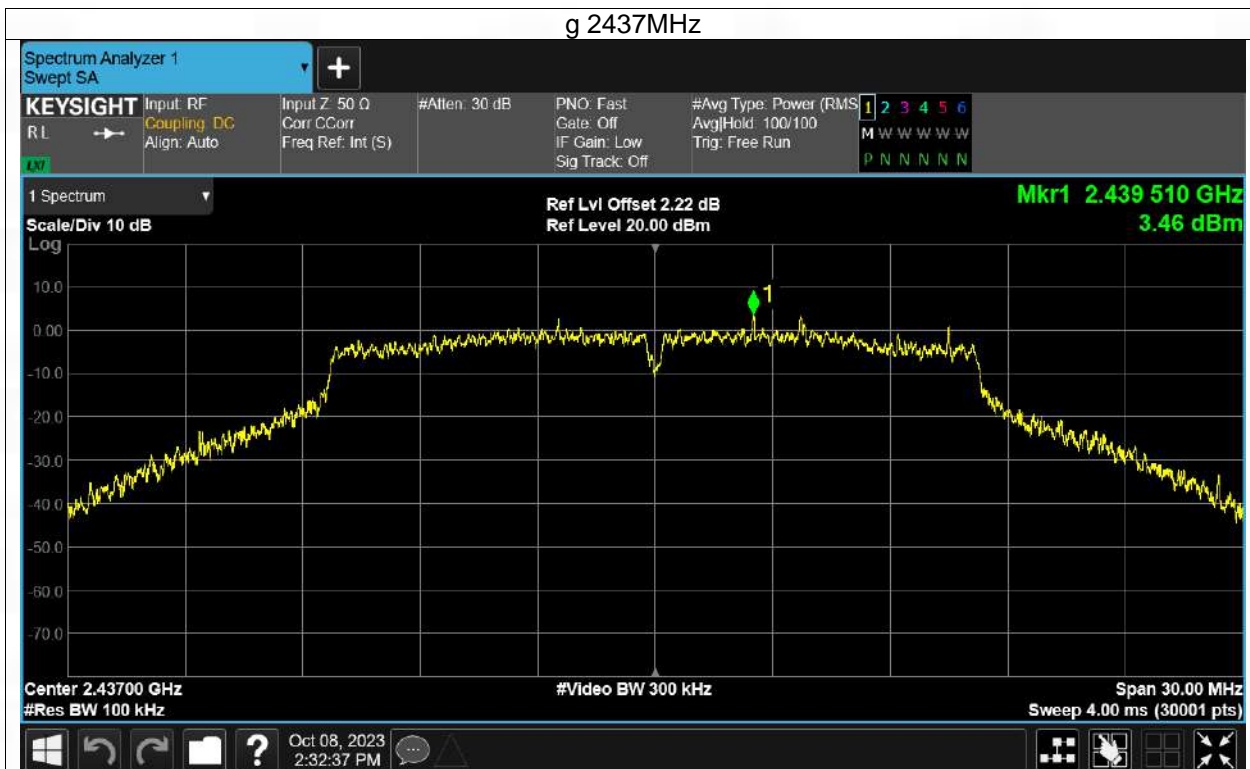 g 2437MHz
Spectrum Analyzer 1
Swept SA
+
KEYSIGHT
RL
LXI
Input: RF
Coupling: DC
Align: Auto
Input Z: 50 Ω
Corr CCorr
Freq Ref: Int (S)
#Atten: 30 dB
PNO: Fast
Gate: Off
IF Gain: Low
Sig Track: Off
#Avg Type: Power (RMS
Avg|Hold: 100/100
Trig: Free Run
1 2 3 4 5 6
M W W W W W
P N N N N N
1 Spectrum
Scale/Div 10 dB
Log
Ref Lvl Offset 2.22 dB
Ref Level 20.00 dBm
Mkr1 2.439 510 GHz
3.46 dBm
10.0
0.00
-10.0
-20.0
-30.0
-40.0
-50.0
-60.0
-70.0
1
Center 2.43700 GHz
#Res BW 100 kHz
#Video BW 300 kHz
Span 30.00 MHz
Sweep 4.00 ms (30001 pts)
?
Oct 08, 2023
2:32:37 PM